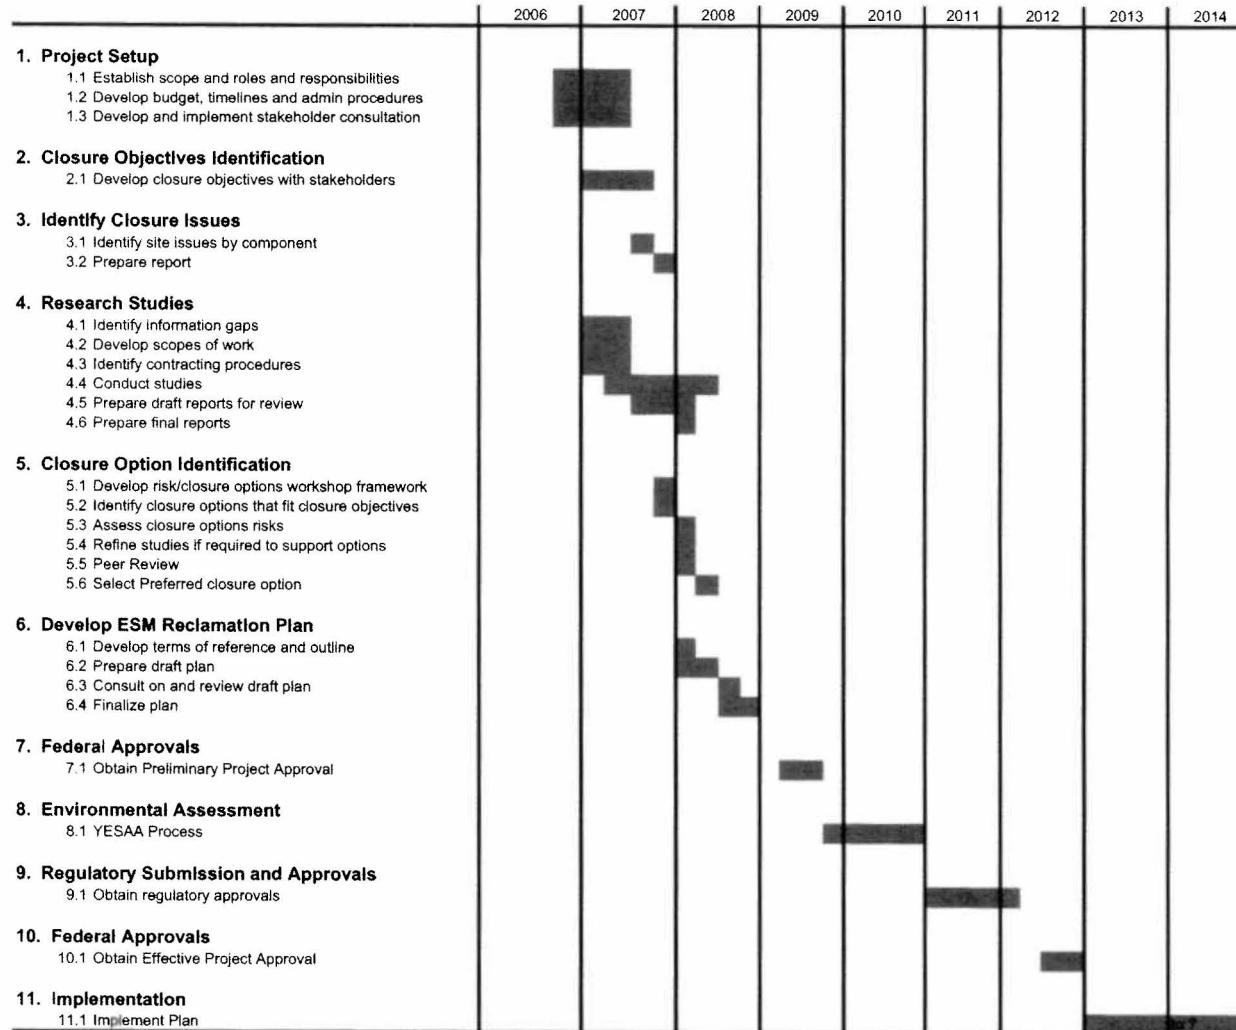 2006 2007 2008 2009 2010 2011 2012 2013 2014
1. Project Setup
1.1 Establish scope and roles and responsibilities
1.2 Develop budget, timelines and admin procedures
1.3 Develop and implement stakeholder consultation
2. Closure Objectives Identification
2.1 Develop closure objectives with stakeholders
3. Identify Closure Issues
3.1 Identify site issues by component
3.2 Prepare report
4. Research Studies
4.1 Identify information gaps
4.2 Develop scopes of work
4.3 Identify contracting procedures
4.4 Conduct studies
4.5 Prepare draft reports for review
4.6 Prepare final reports
5. Closure Option Identification
5.1 Develop risk/closure options workshop framework
5.2 Identify closure options that fit closure objectives
5.3 Assess closure options risks
5.4 Refine studies if required to support options
5.5 Peer Review
5.6 Select Preferred closure option
6. Develop ESM Reclamation Plan
6.1 Develop terms of reference and outline
6.2 Prepare draft plan
6.3 Consult on and review draft plan
6.4 Finalize plan
7. Federal Approvals
7.1 Obtain Preliminary Project Approval
8. Environmental Assessment
8.1 YESAA Process
9. Regulatory Submission and Approvals
9.1 Obtain regulatory approvals
10. Federal Approvals
10.1 Obtain Effective Project Approval
11. Implementation
11.1 Implement Plan